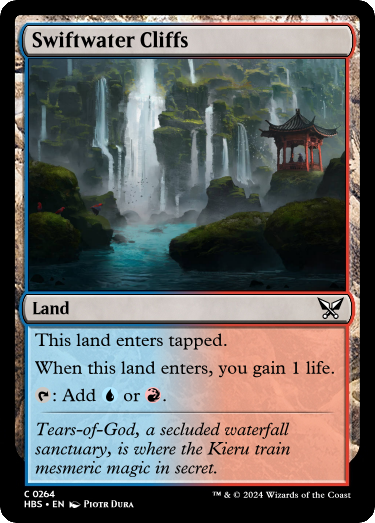 Swiftwater Cliffs
Land
This land enters tapped.
When this land enters, you gain 1 life.
: Add or .
Tears-of-God, a secluded waterfall
sanctuary, is where the Kieru train
mesmeric magic in secret.
C 0264
HBS • EN Piotr Dura
™ & © 2024 Wizards of the Coast